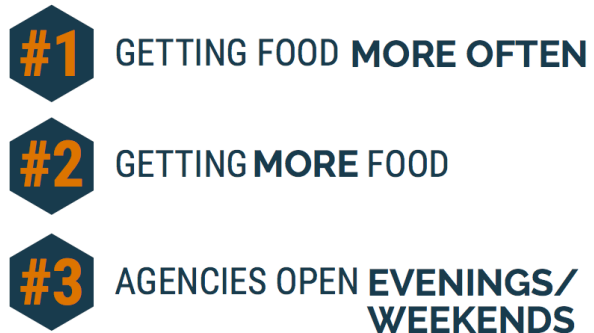 #1 GETTING FOOD MORE OFTEN
#2 GETTING MORE FOOD
#3 AGENCIES OPEN EVENINGS/
WEEKENDS